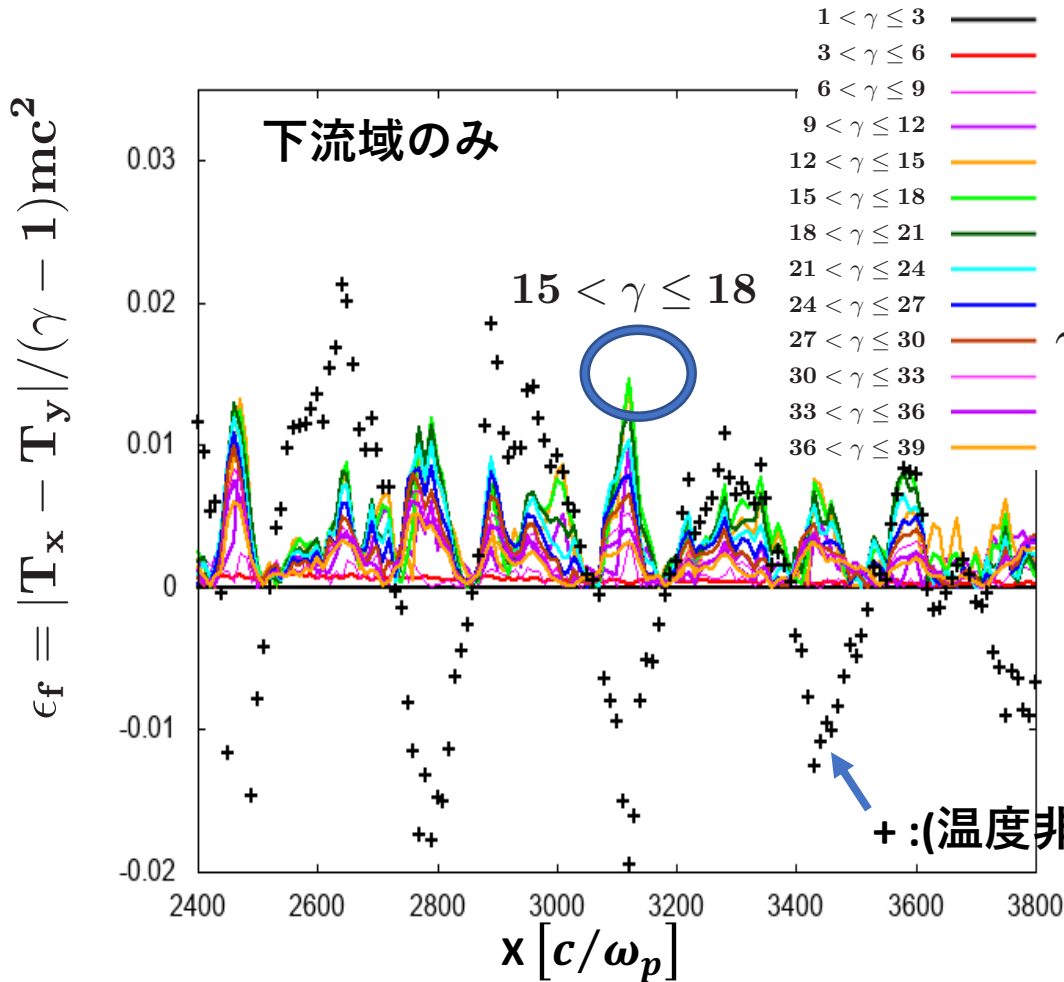 1 < γ ≤ 3
3 < γ ≤ 6
6 < γ ≤ 9
9 < γ ≤ 12
12 < γ ≤ 15
15 < γ ≤ 18
18 < γ ≤ 21
21 < γ ≤ 24
24 < γ ≤ 27
27 < γ ≤ 30
30 < γ ≤ 33
33 < γ ≤ 36
36 < γ ≤ 39
下流域のみ
15 < γ ≤ 18
ϵ_f = |T_x − T_y|/(γ − 1)mc²
0.03
0.02
0.01
0
-0.01
-0.02
+ :(温度非
2400 2600 2800 3000 3200 3400 3600 3800
x [c/ω_p]